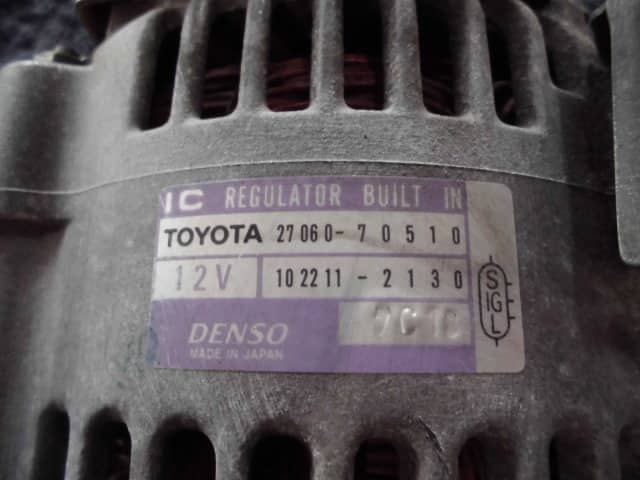 IC REGULATOR BUILT IN
TOYOTA 27060-70510
12V 102211-2130
DENSO
MADE IN JAPAN
S
IG
L